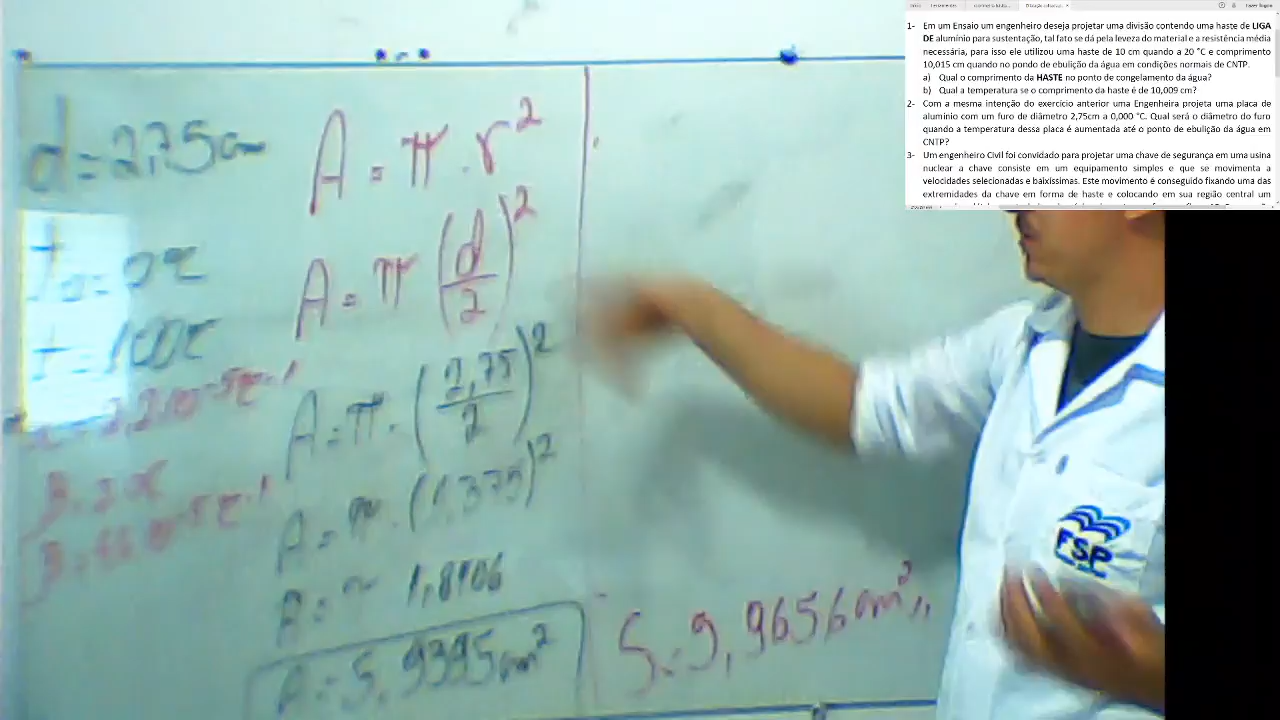 1- Em um Ensaio um engenheiro deseja projetar uma divisão contendo uma haste de LIGA
DE alumínio para sustentação, tal fato se dá pela leveza do material e a resistência média
necessária, para isso ele utilizou uma haste de 10 cm quando a 20 °C e comprimento
10,015 cm quando no pondo de ebulição da água em condições normais de CNTP.
a) Qual o comprimento da HASTE no ponto de congelamento da água?
b) Qual a temperatura se o comprimento da haste é de 10,009 cm?
2- Com a mesma intenção do exercício anterior uma Engenheira projeta uma placa de
alumínio com um furo de diâmetro 2,75cm a 0,000 °C. Qual será o diâmetro do furo
quando a temperatura dessa placa é aumentada até o ponto de ebulição da água em
CNTP?
3- Um engenheiro Civil foi convidado para projetar uma chave de segurança em uma usina
nuclear a chave consiste em um equipamento simples e que se movimenta a
velocidades selecionadas e baixíssimas. Este movimento é conseguido fixando uma das
extremidades da chave em forma de haste e colocando em sua região central um
d = 2,75cm
A = π . r²
A = π (d/2)²
A = π . (2,75/2)²
A = π . (1,375)²
A = π 1,8906
A = 5,9395cm²
S = 9,9656cm²
FSP